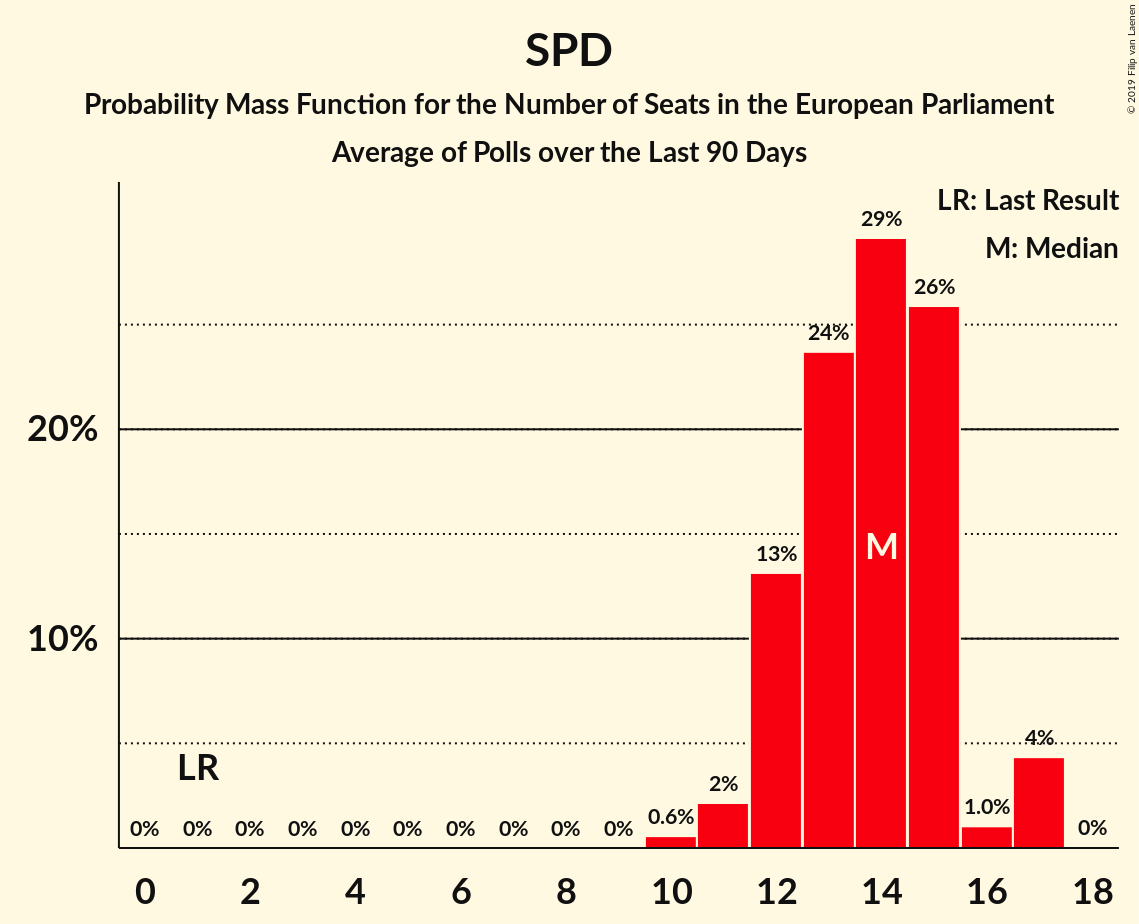 SPD
Probability Mass Function for the Number of Seats in the European Parliament
Average of Polls over the Last 90 Days
© 2019 Filip van Laenen
LR: Last Result
M: Median
29%
26%
24%
20%
M
13%
10%
LR
4%
2%
0% 0% 0% 0% 0% 0% 0% 0% 0% 0% 0.6% 1.0% 0%
0 2 4 6 8 10 12 14 16 18